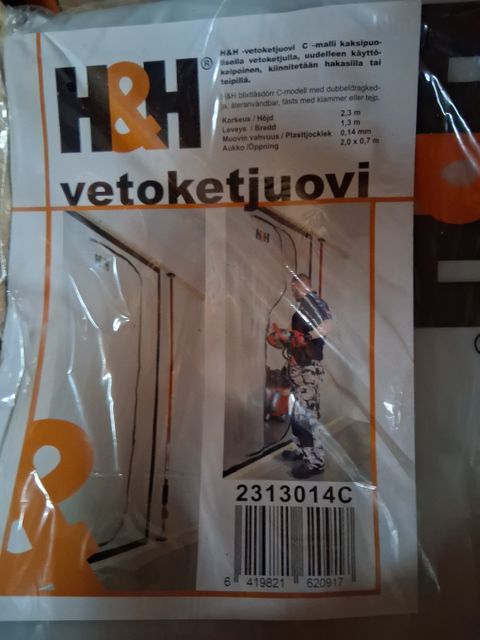 H&H®
H&H -vetoketjuovi C -malli kaksipuo-
lisella vetoketjulla, uudelleen käyttö-
kelpoinen, kiinnitetään hakasilla tai
teipillä.
H&H blixtlåsdörr C-modell med dubbeldragked-
återanvändbar, fästs med klammer eller tejp.
Korkeus / Höjd 2,3 m
Leveys / Bredd 1,3 m
Muovin vahvuus / Plasttjocklek 0,14 mm
Aukko /Öppning 2,0 x 0,7 m
vetoketjuovi
H&H
H&H
2313014C
6 419821 620917